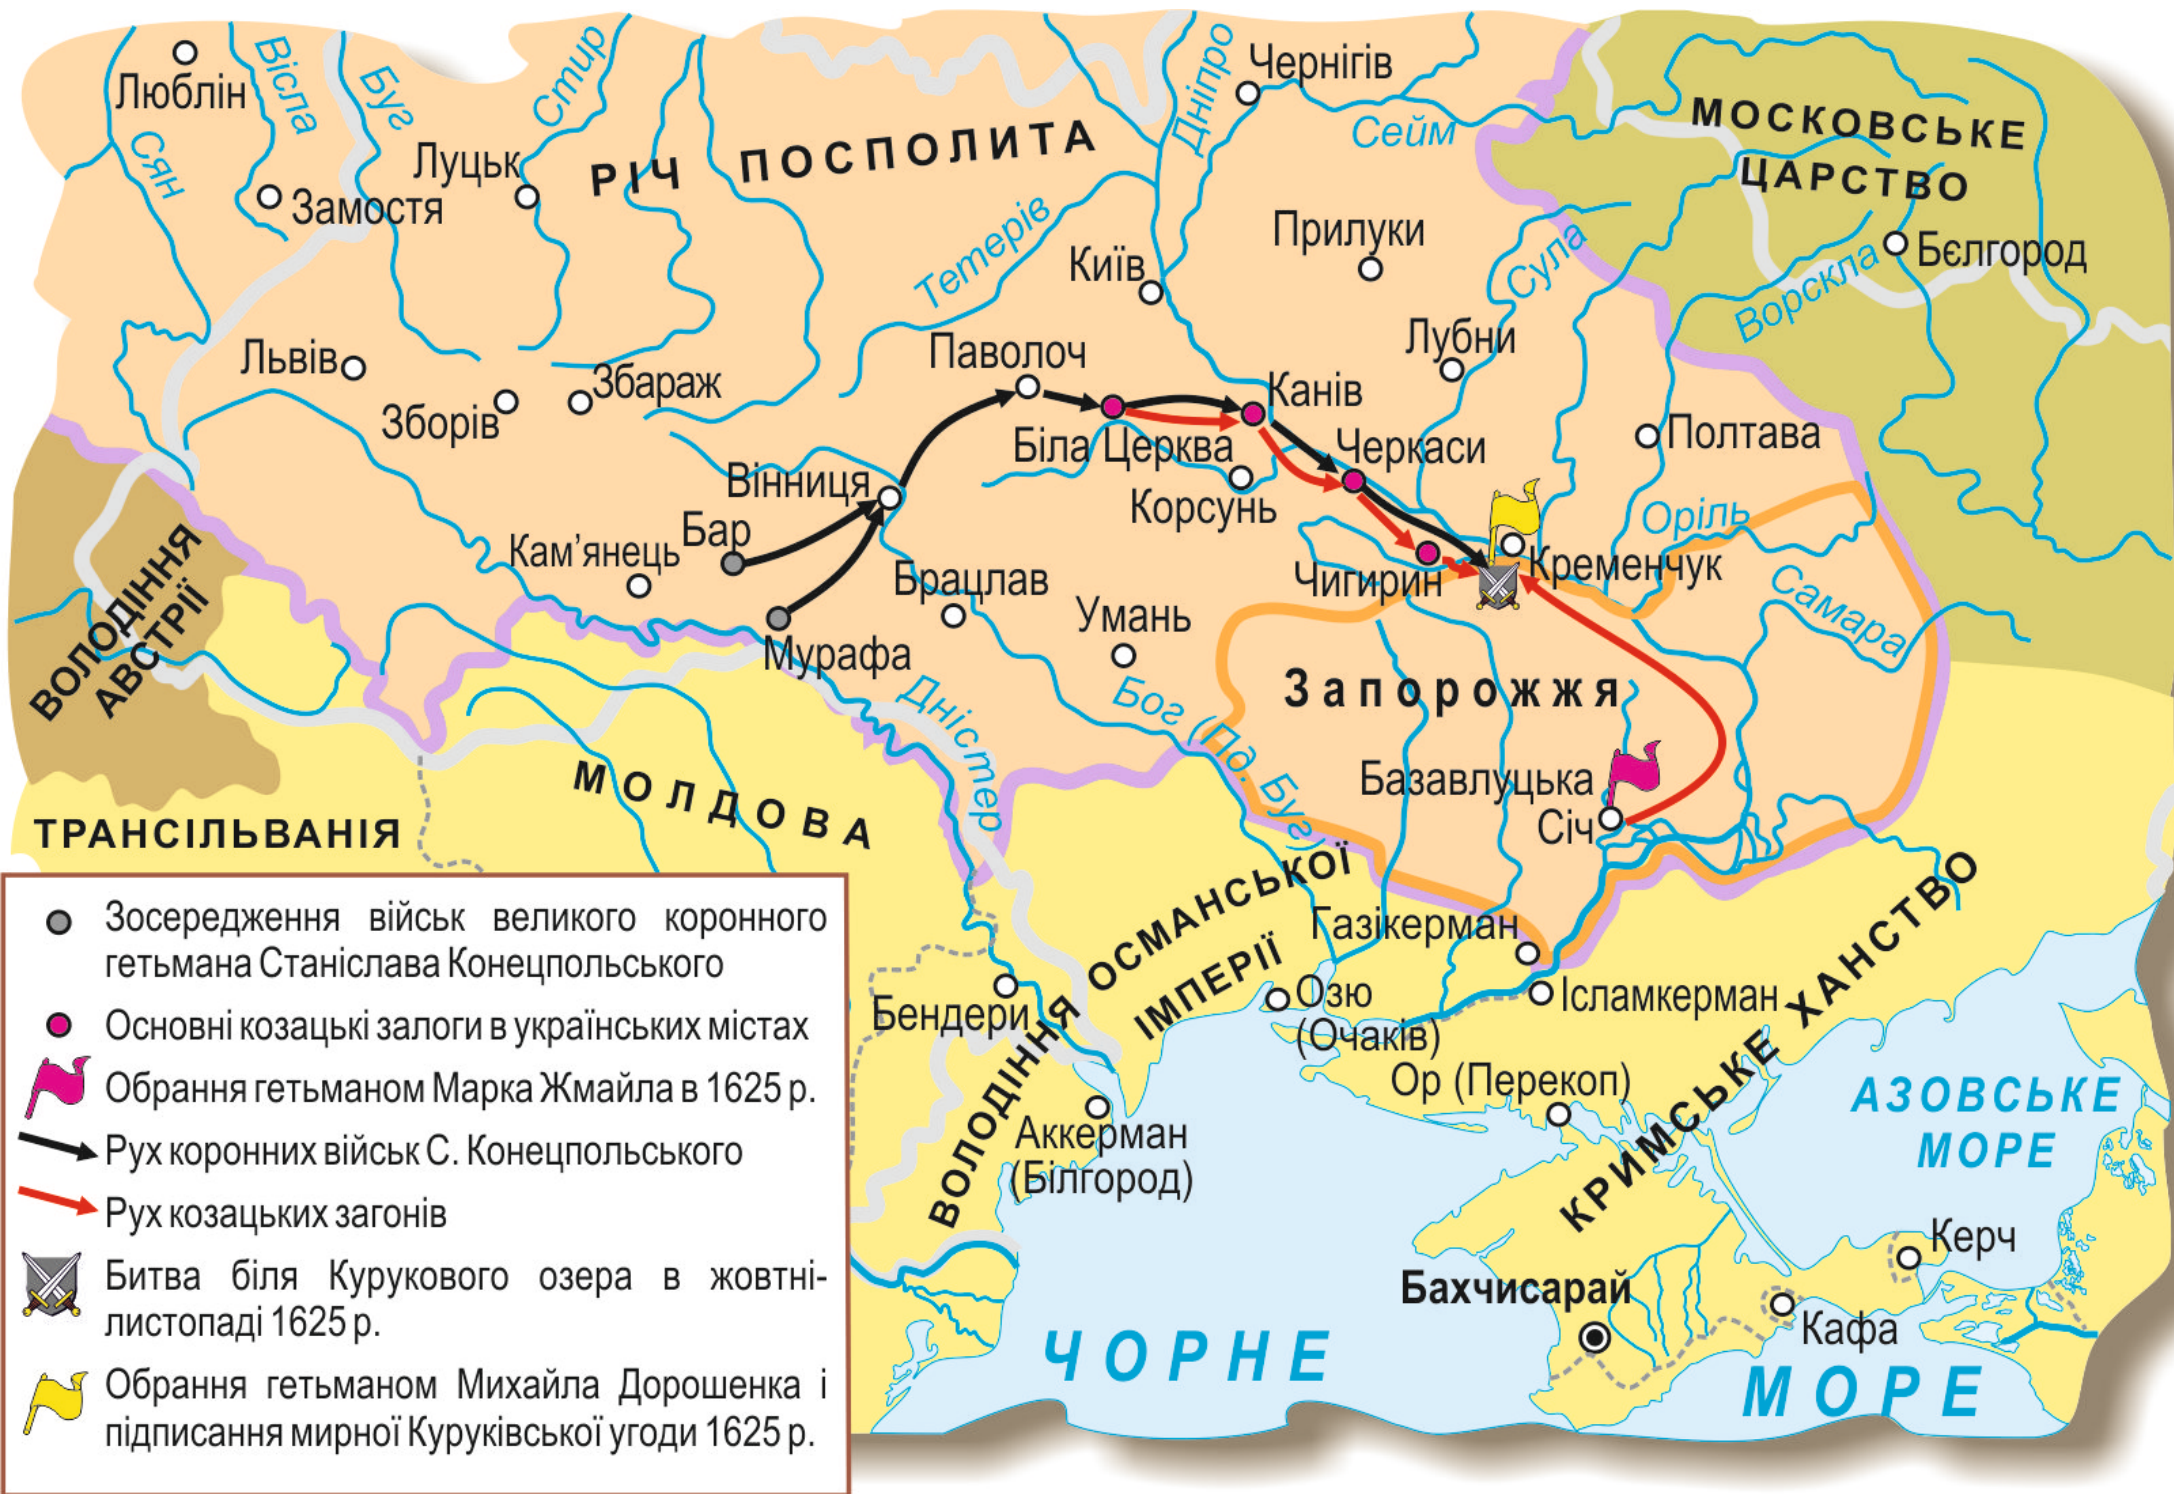 Люблін
Вісла
Буг
Стир
Дніпро
Чернігів
Сян
Луцьк
РІЧ ПОСПОЛИТА
Сейм
МОСКОВСЬКЕ
ЦАРСТВО
Замостя
Тетерів
Київ
Прилуки
Сула
Ворскла
Бєлгород
Львів
Зборів
Збараж
Паволоч
Лубни
Канів
Біла Церква
Черкаси
Полтава
Вінниця
Корсунь
Оріль
Бар
Кам’янець
Брацлав
Чигирин
Кременчук
Самара
ВОЛОДІННЯ
АВСТРІЇ
Мурафа
Умань
Запорожжя
Дністер
Бог (Пд. Буг)
Базавлуцька
Січ
МОЛДОВА
ТРАНСІЛЬВАНІЯ
ВОЛОДІННЯ ОСМАНСЬКОЇ
ІМПЕРІЇ
Газікерман
Бендери
Озю
(Очаків)
Ісламкерман
КРИМСЬКЕ ХАНСТВО
Ор (Перекоп)
АЗОВСЬКЕ
МОРЕ
Аккерман
(Білгород)
Керч
Бахчисарай
Кафа
ЧОРНЕ
МОРЕ
Зосередження військ великого коронного
гетьмана Станіслава Конецпольського
Основні козацькі залоги в українських містах
Обрання гетьманом Марка Жмайла в 1625 р.
Рух коронних військ С. Конецпольського
Рух козацьких загонів
Битва біля Курукового озера в жовтні-
листопаді 1625 р.
Обрання гетьманом Михайла Дорошенка і
підписання мирної Куруківської угоди 1625 р.